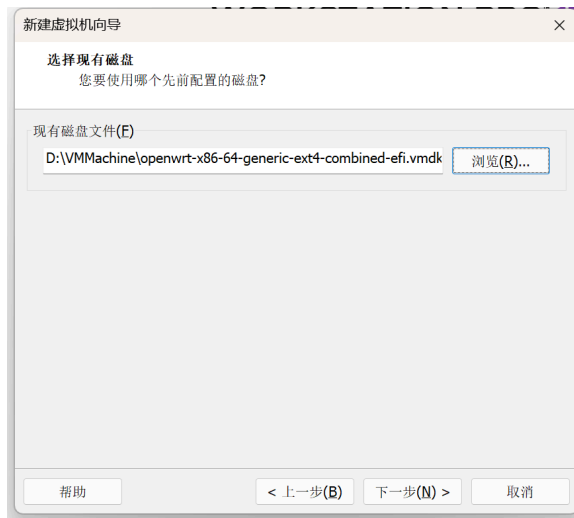 新建虚拟机向导
选择现有磁盘
您要使用哪个先前配置的磁盘?
现有磁盘文件(F)
D:\VMMachine\openwrt-x86-64-generic-ext4-combined-efi.vmdk
浏览(R)...
帮助
< 上一步(B)
下一步(N) >
取消